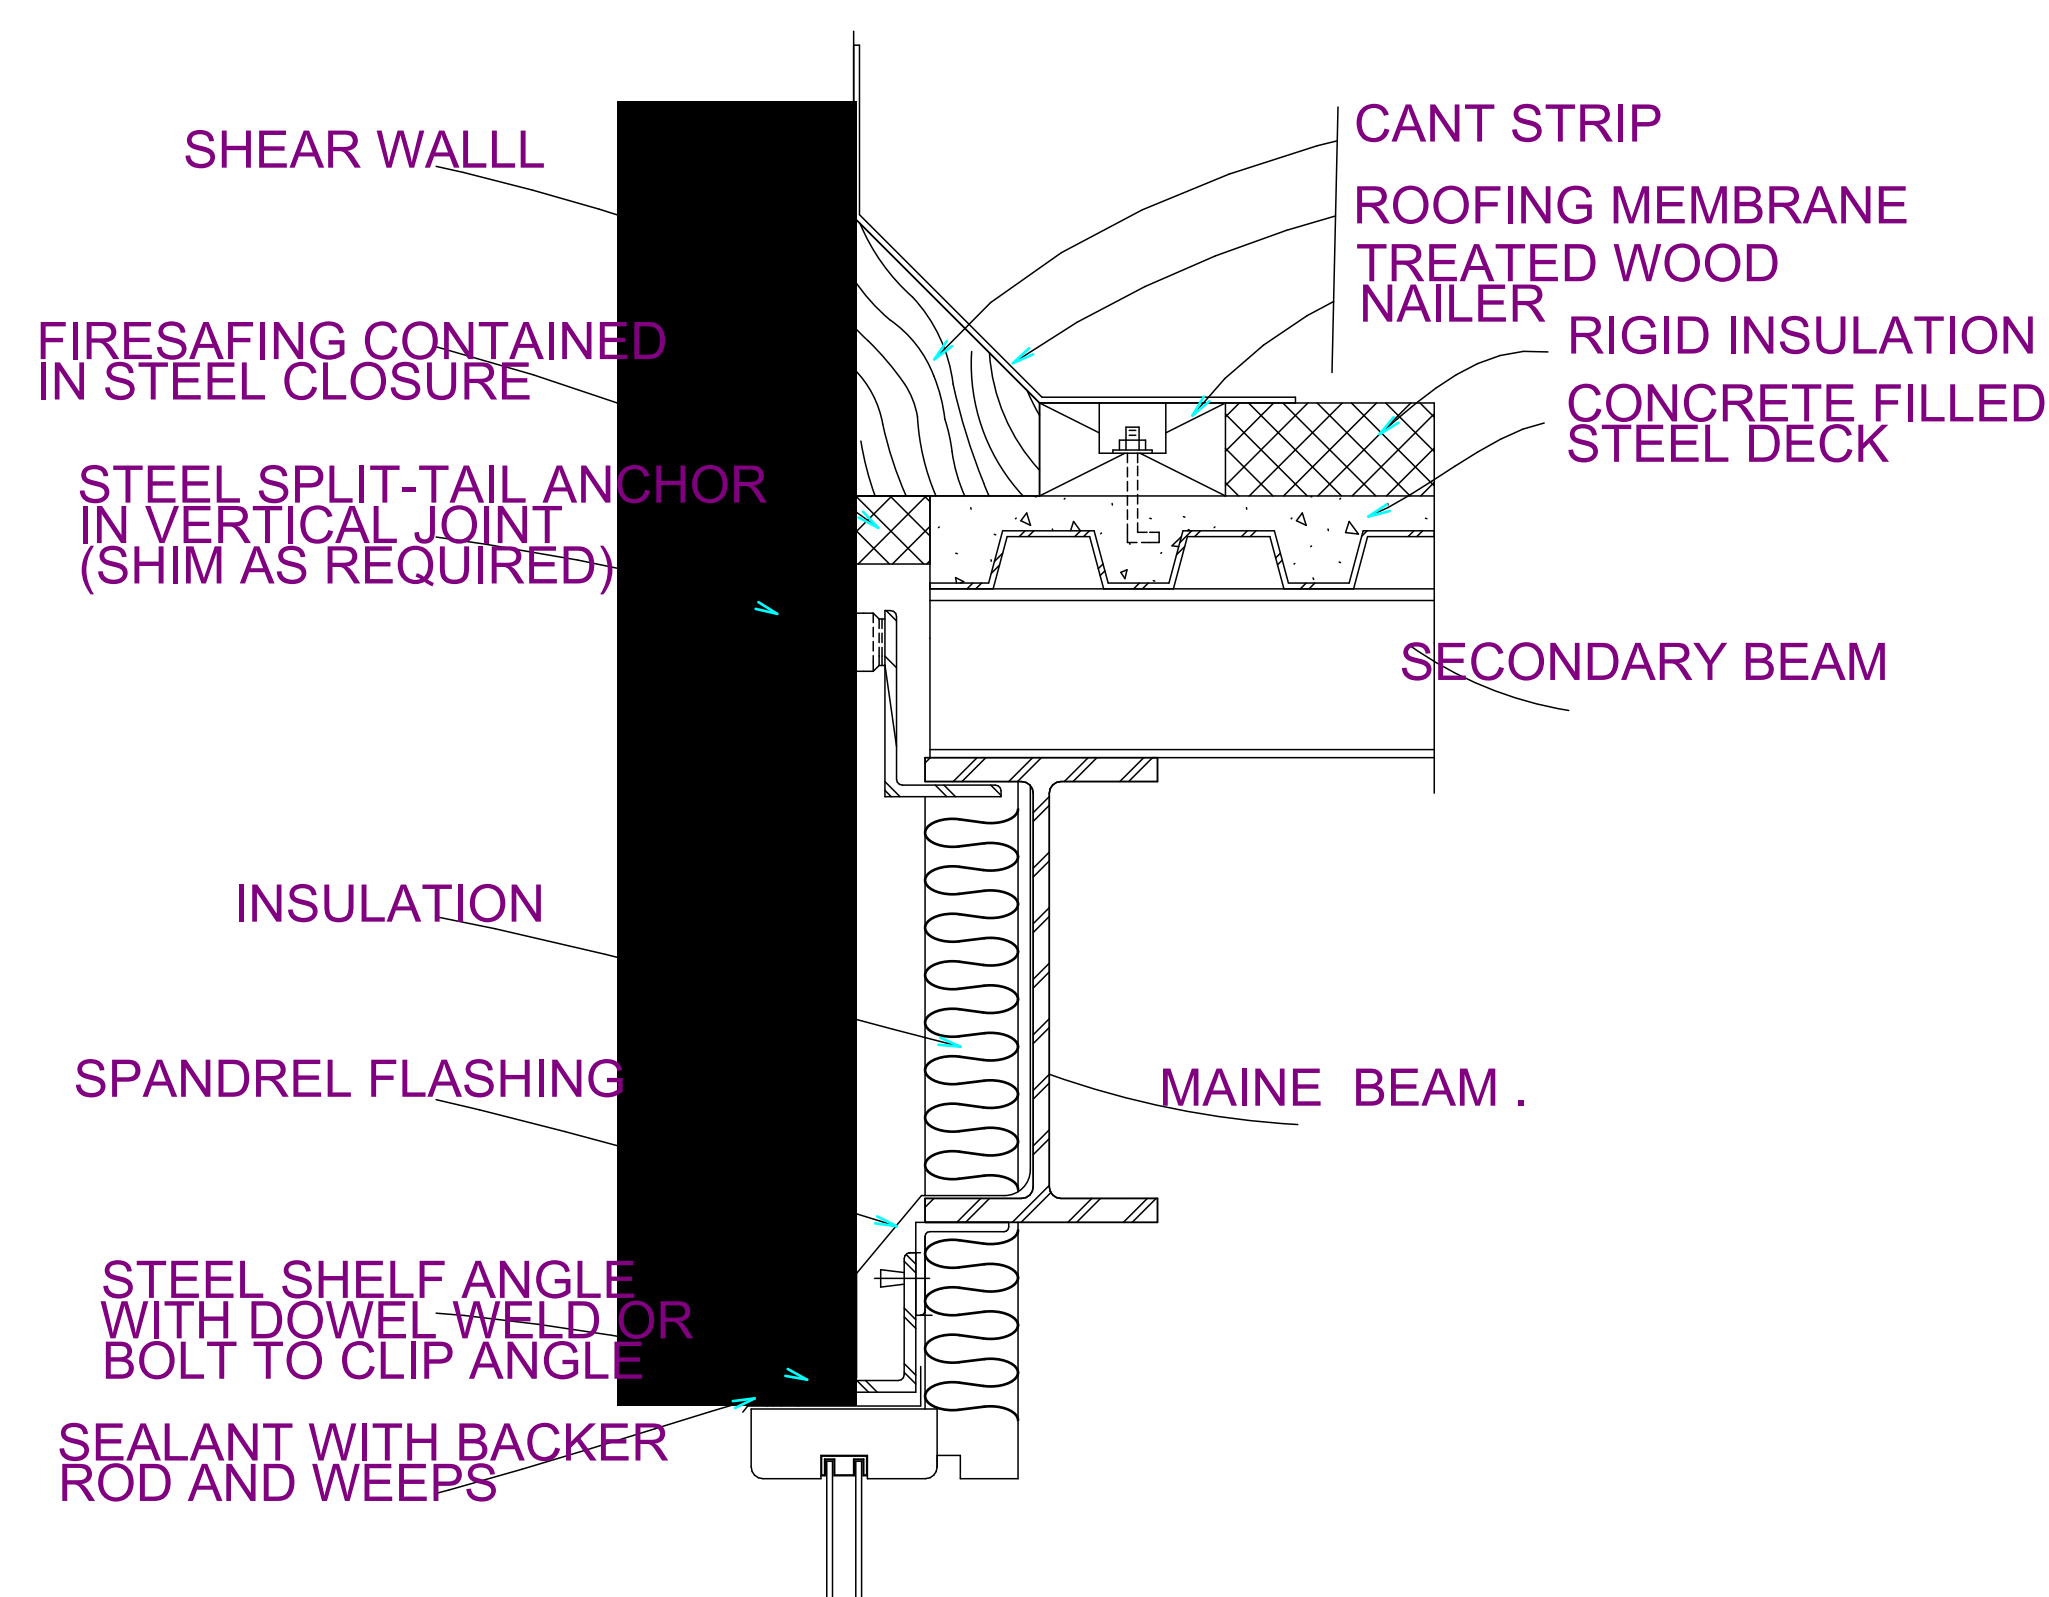 SHEAR WALLL
FIRESAFING CONTAINED
IN STEEL CLOSURE
STEEL SPLIT-TAIL ANCHOR
IN VERTICAL JOINT
(SHIM AS REQUIRED)
INSULATION
SPANDREL FLASHING
STEEL SHELF ANGLE
WITH DOWEL WELD OR
BOLT TO CLIP ANGLE
SEALANT WITH BACKER
ROD AND WEEPS
CANT STRIP
ROOFING MEMBRANE
TREATED WOOD
NAILER
RIGID INSULATION
CONCRETE FILLED
STEEL DECK
SECONDARY BEAM
MAINE BEAM .